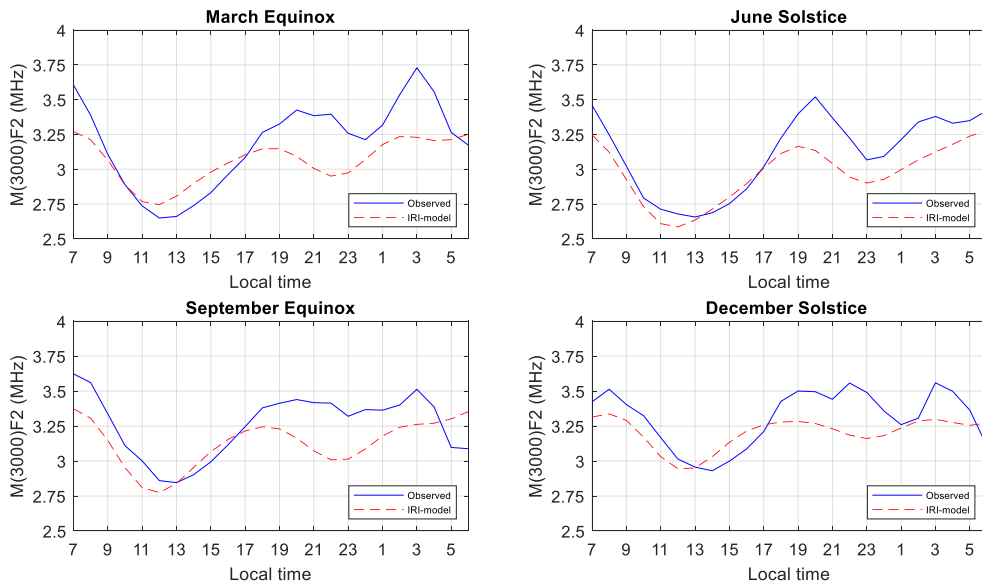 March Equinox
4
3.75
3.5
3.25
3
2.75
2.5
M(3000)F2 (MHz)
7 9 11 13 15 17 19 21 23 1 3 5
Local time
Observed
IRI-model
June Solstice
4
3.75
3.5
3.25
3
2.75
2.5
M(3000)F2 (MHz)
7 9 11 13 15 17 19 21 23 1 3 5
Local time
Observed
IRI-model
September Equinox
4
3.75
3.5
3.25
3
2.75
2.5
M(3000)F2 (MHz)
7 9 11 13 15 17 19 21 23 1 3 5
Local time
Observed
IRI-model
December Solstice
4
3.75
3.5
3.25
3
2.75
2.5
M(3000)F2 (MHz)
7 9 11 13 15 17 19 21 23 1 3 5
Local time
Observed
IRI-model